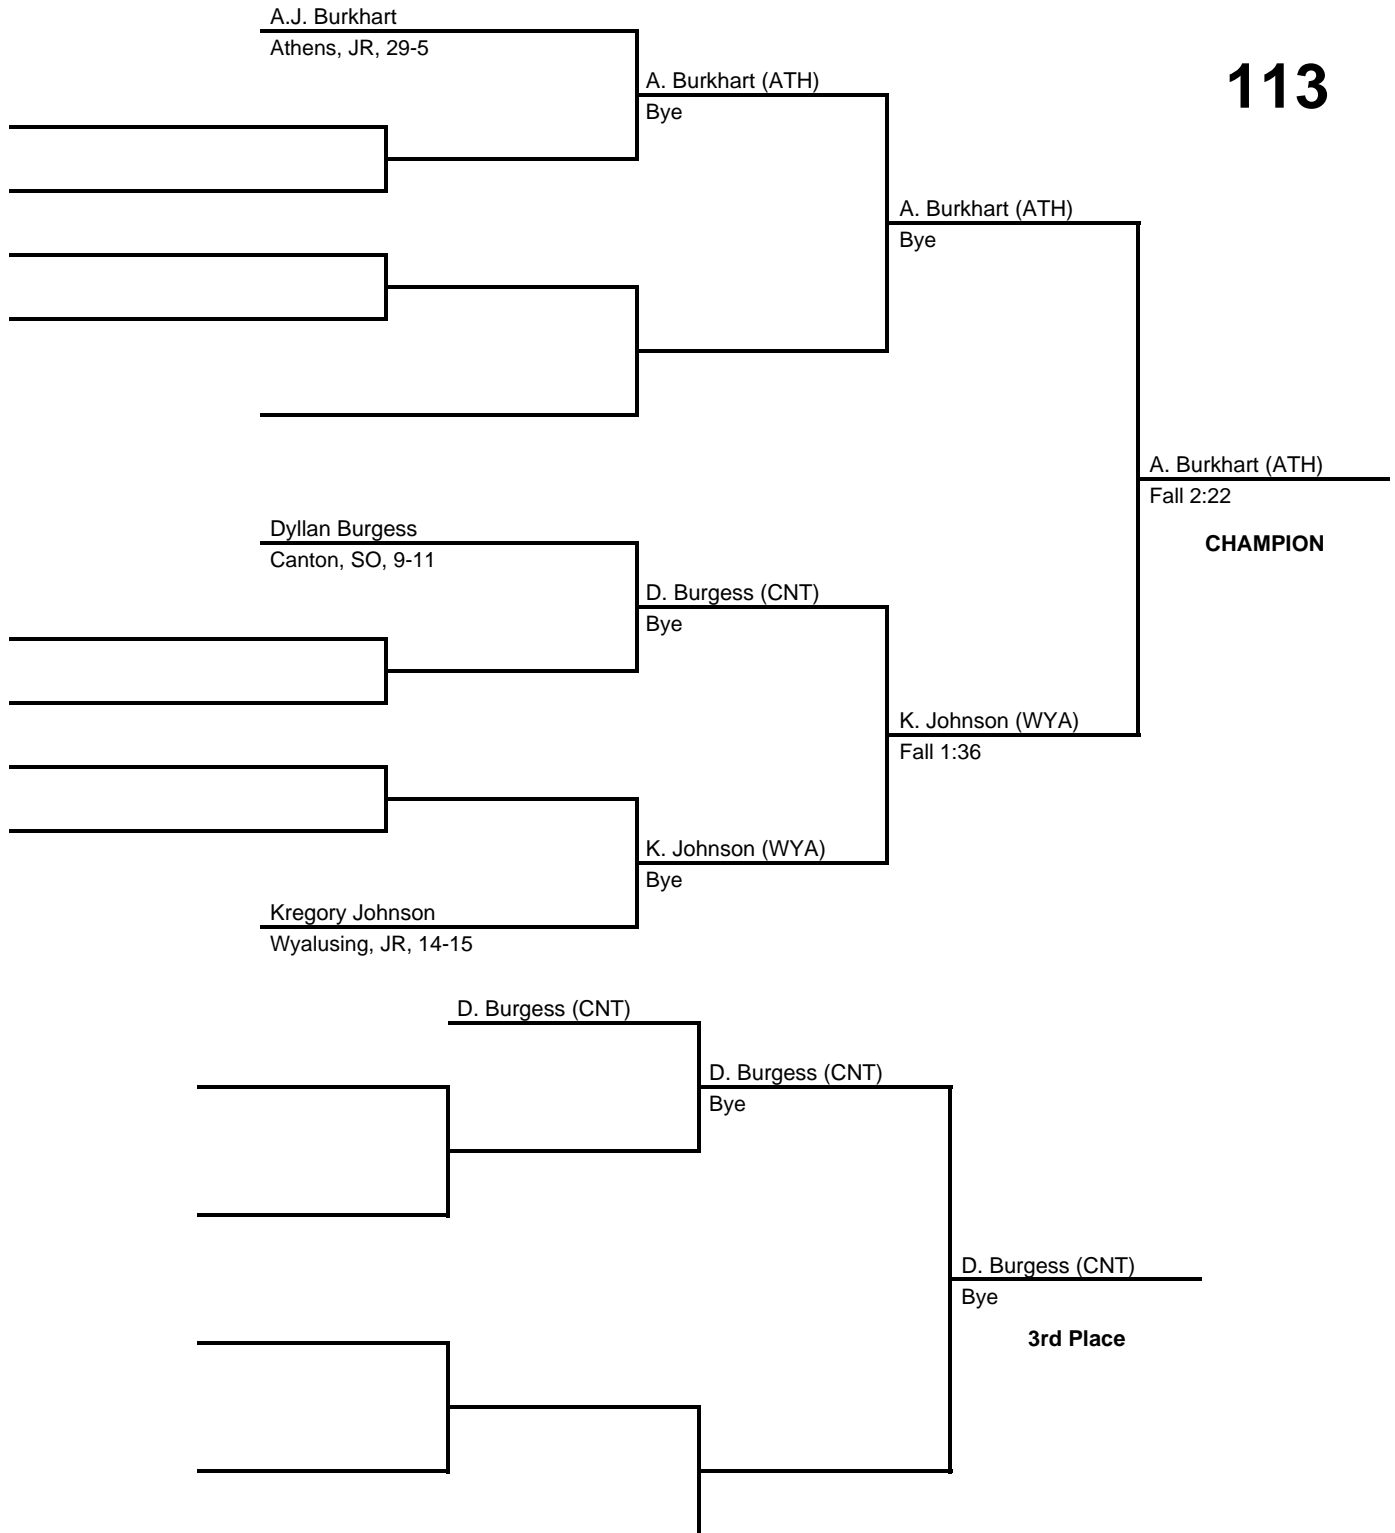 A.J. Burkhart
Athens, JR, 29-5
113
A. Burkhart (ATH)
Bye
A. Burkhart (ATH)
Bye
A. Burkhart (ATH)
Fall 2:22
CHAMPION
Dyllan Burgess
Canton, SO, 9-11
D. Burgess (CNT)
Bye
K. Johnson (WYA)
Fall 1:36
K. Johnson (WYA)
Bye
Kregory Johnson
Wyalusing, JR, 14-15
D. Burgess (CNT)
D. Burgess (CNT)
Bye
D. Burgess (CNT)
Bye
3rd Place